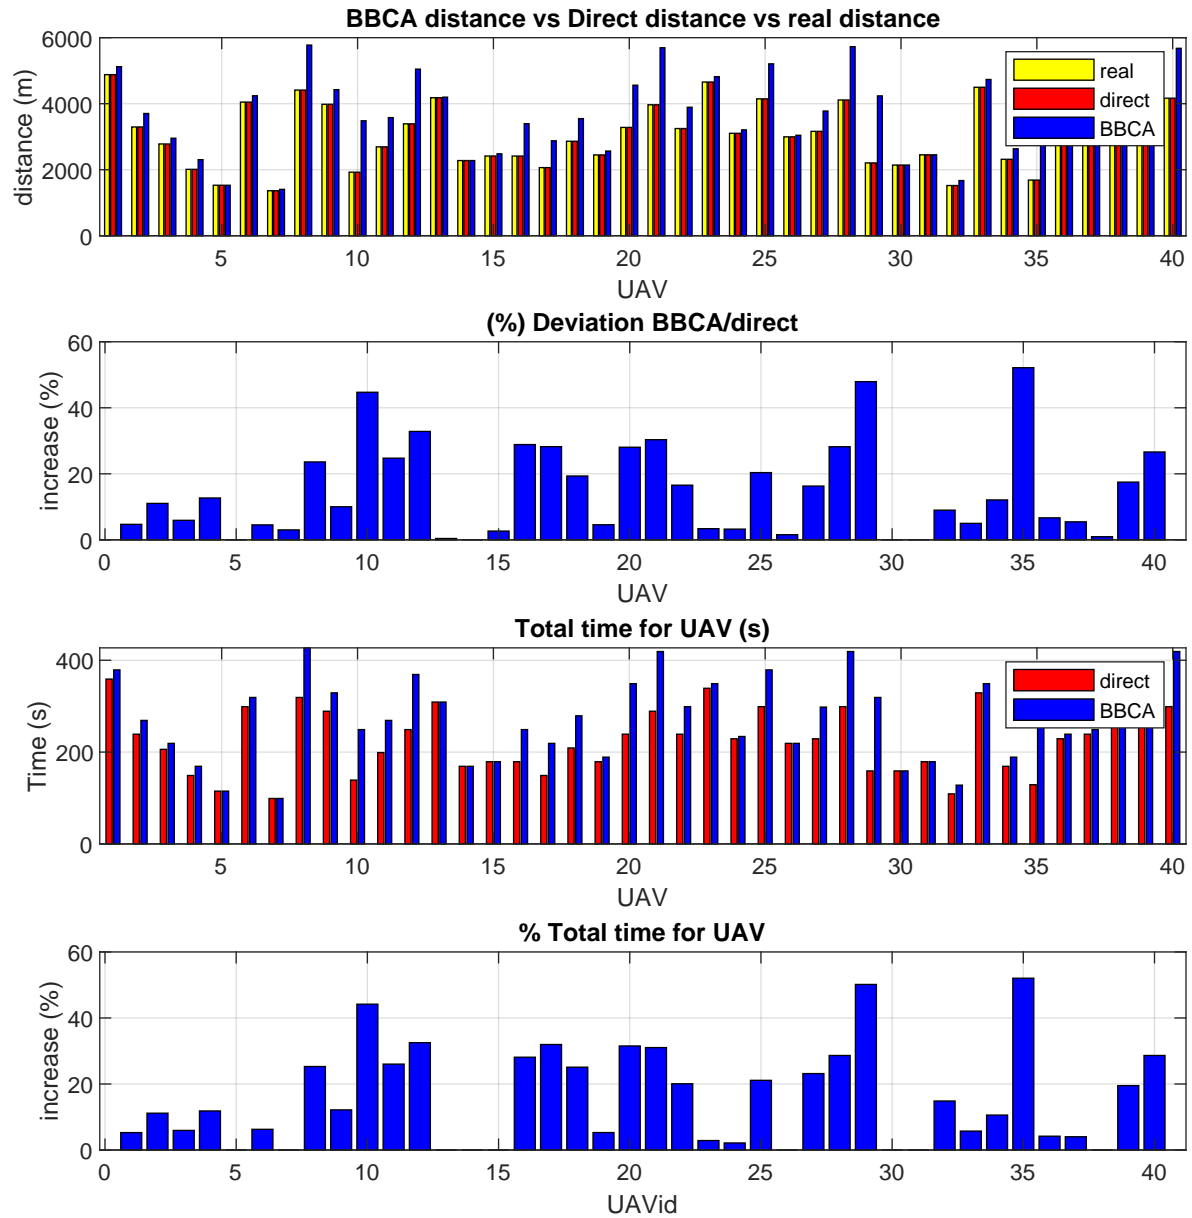 BBCA distance vs Direct distance vs real distance
6000
4000
2000
0
distance (m)
real
direct
BBCA
5 10 15 20 25 30 35 40
UAV
(%) Deviation BBCA/direct
60
40
20
0
increase (%)
0 5 10 15 20 25 30 35 40
UAV
Total time for UAV (s)
400
200
0
Time (s)
direct
BBCA
5 10 15 20 25 30 35 40
UAV
% Total time for UAV
60
40
20
0
increase (%)
0 5 10 15 20 25 30 35 40
UAVid